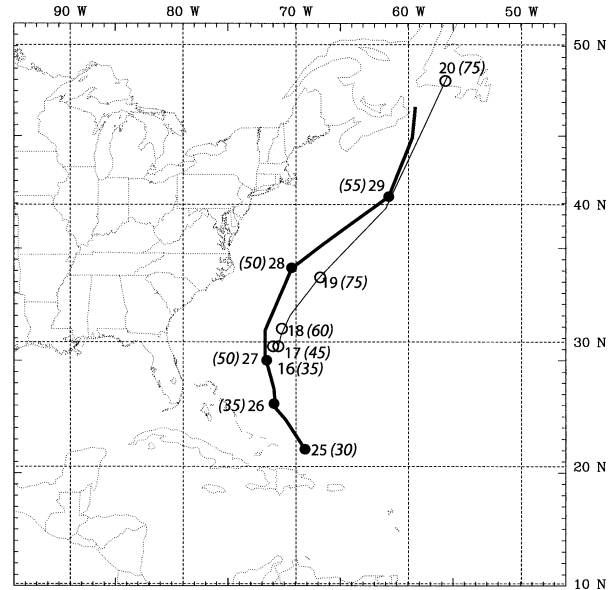 90 W 80 W 70 W 60 W 50 W
50 N
20 (75)
(55) 29
40 N
(50) 28
19 (75)
18 (60)
30 N
17 (45)
(50) 27
16 (35)
(35) 26
25 (30)
20 N
10 N